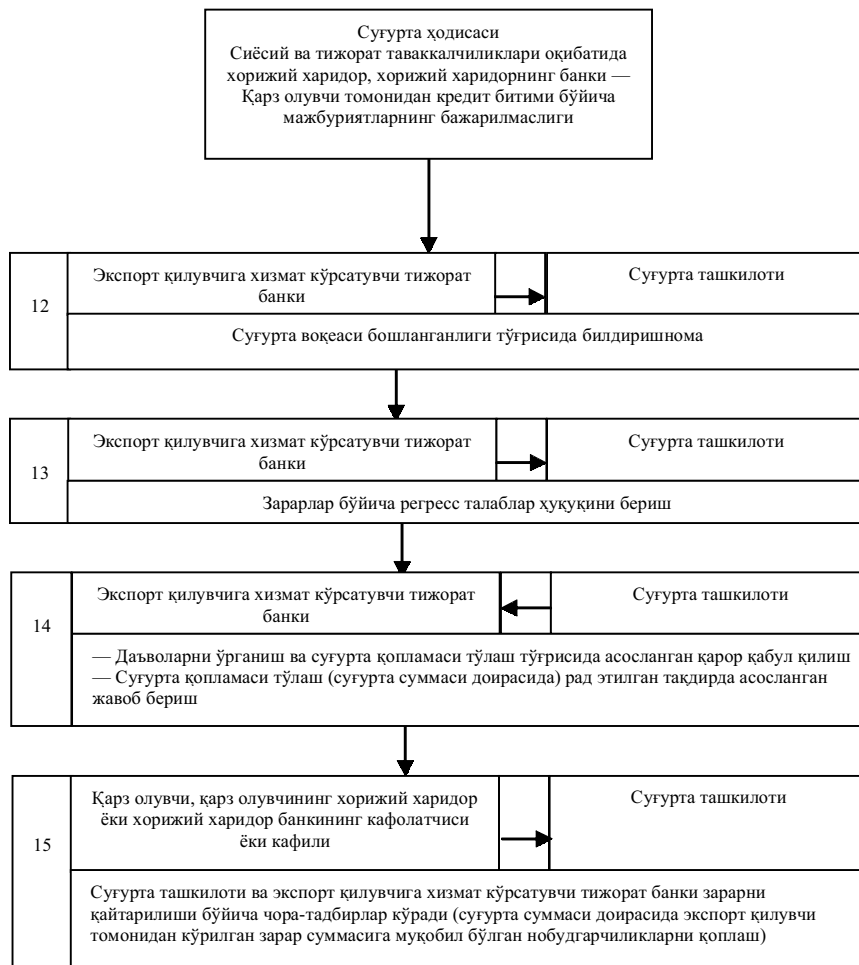 Суғурта ҳодисаси
Сиёсий ва тижорат таваккалчиликлари оқибатида
хорижий харидор, хорижий харидорнинг банки —
Қарз олувчи томонидан кредит битими бўйича
мажбуриятларнинг бажарилмаслиги
12
Экспорт қилувчига хизмат кўрсатувчи тижорат
банки
Суғурта ташкилоти
Суғурта воқеаси бошланганлиги тўғрисида билдиришнома
13
Экспорт қилувчига хизмат кўрсатувчи тижорат
банки
Суғурта ташкилоти
Зарарлар бўйича регресс талаблар ҳуқуқини бериш
14
Экспорт қилувчига хизмат кўрсатувчи тижорат
банки
Суғурта ташкилоти
— Даъволарни ўрганиш ва суғурта қопламаси тўлаш тўғрисида асосланган қарор қабул қилиш
— Суғурта қопламаси тўлаш (суғурта суммаси доирасида) рад этилган тақдирда асосланган
жавоб бериш
15
Қарз олувчи, қарз олувчининг хорижий харидор
ёки хорижий харидор банкининг кафолатчиси
ёки кафили
Суғурта ташкилоти
Суғурта ташкилоти ва экспорт қилувчига хизмат кўрсатувчи тижорат банки зарарни
қайтарилиши бўйича чора-тадбирлар кўради (суғурта суммаси доирасида экспорт қилувчи
томонидан кўрилган зарар суммасига муқобил бўлган нобудгарчиликларни қоплаш)